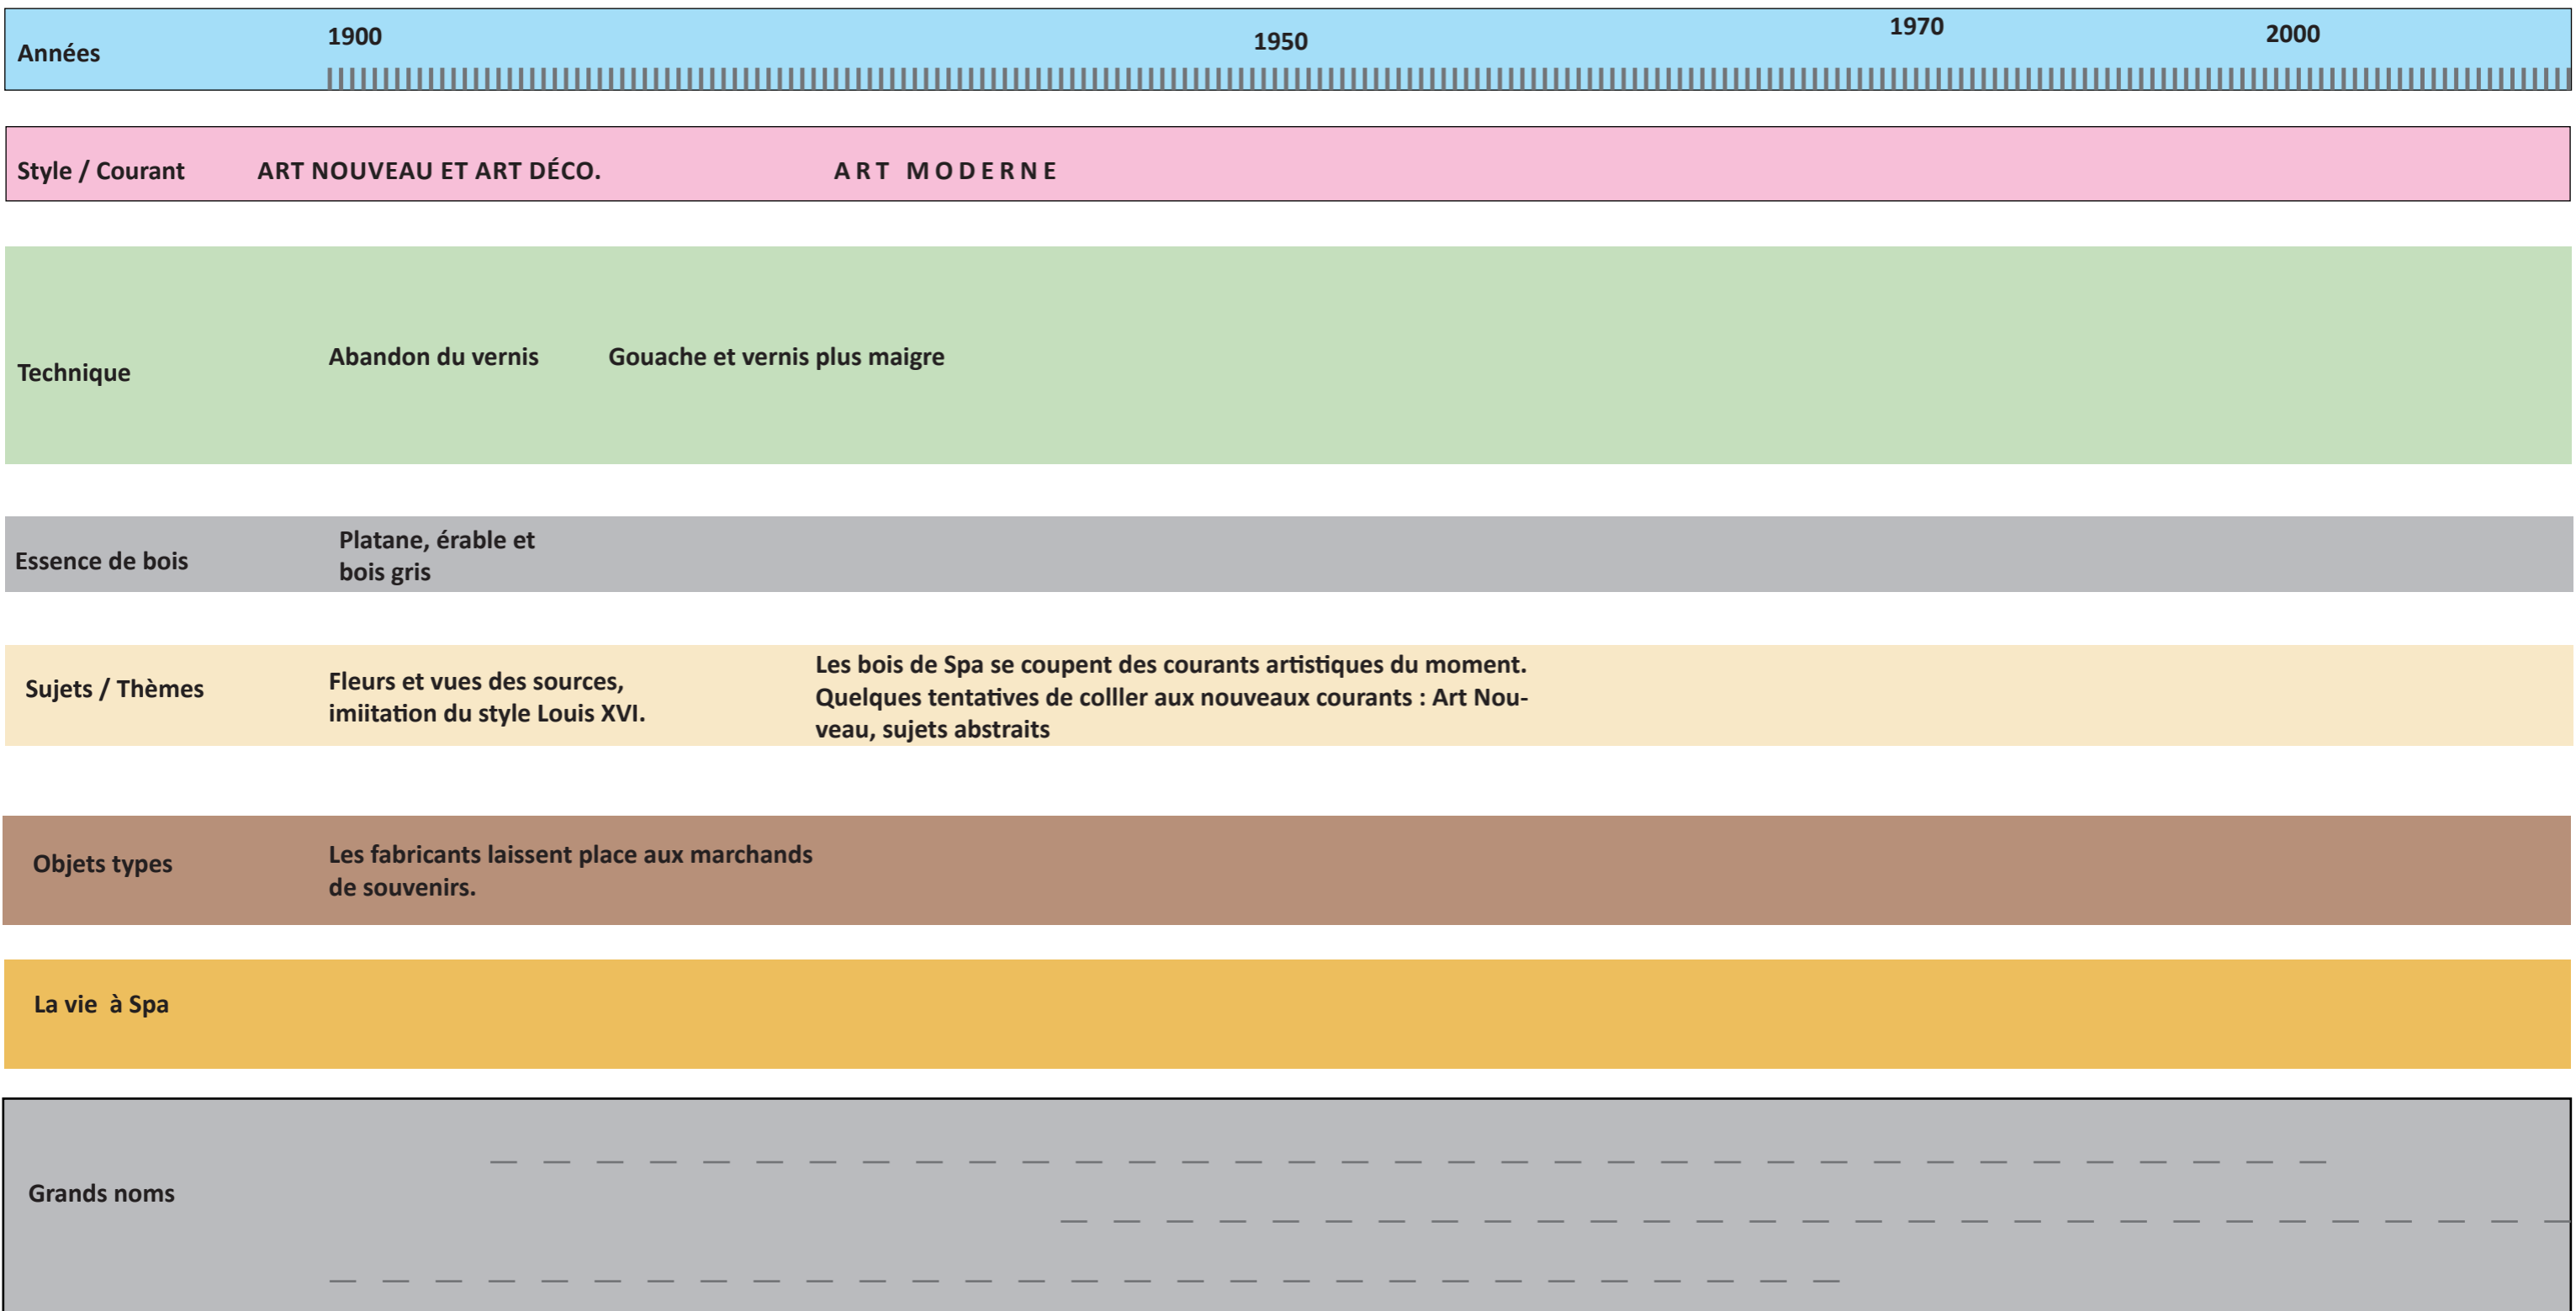 Années
1900
1950
1970
2000
Style / Courant
ART NOUVEAU ET ART DÉCO.
ART MODERNE
Technique
Abandon du vernis
Gouache et vernis plus maigre
Essence de bois
Platane, érable et
bois gris
Sujets / Thèmes
Fleurs et vues des sources,
imiitation du style Louis XVI.
Les bois de Spa se coupent des courants artistiques du moment.
Quelques tentatives de colller aux nouveaux courants : Art Nou-
veau, sujets abstraits
Objets types
Les fabricants laissent place aux marchands
de souvenirs.
La vie à Spa
Grands noms